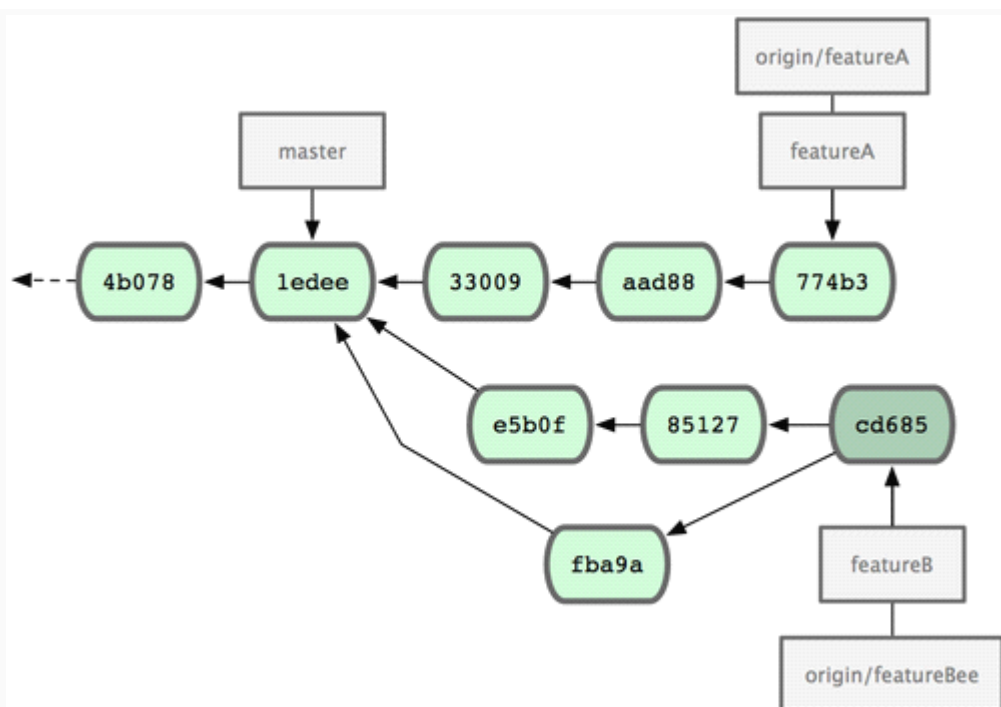 origin/featureA
master
featureA
4b078
1edee
33009
aad88
774b3
e5b0f
85127
cd685
fba9a
featureB
origin/featureBee